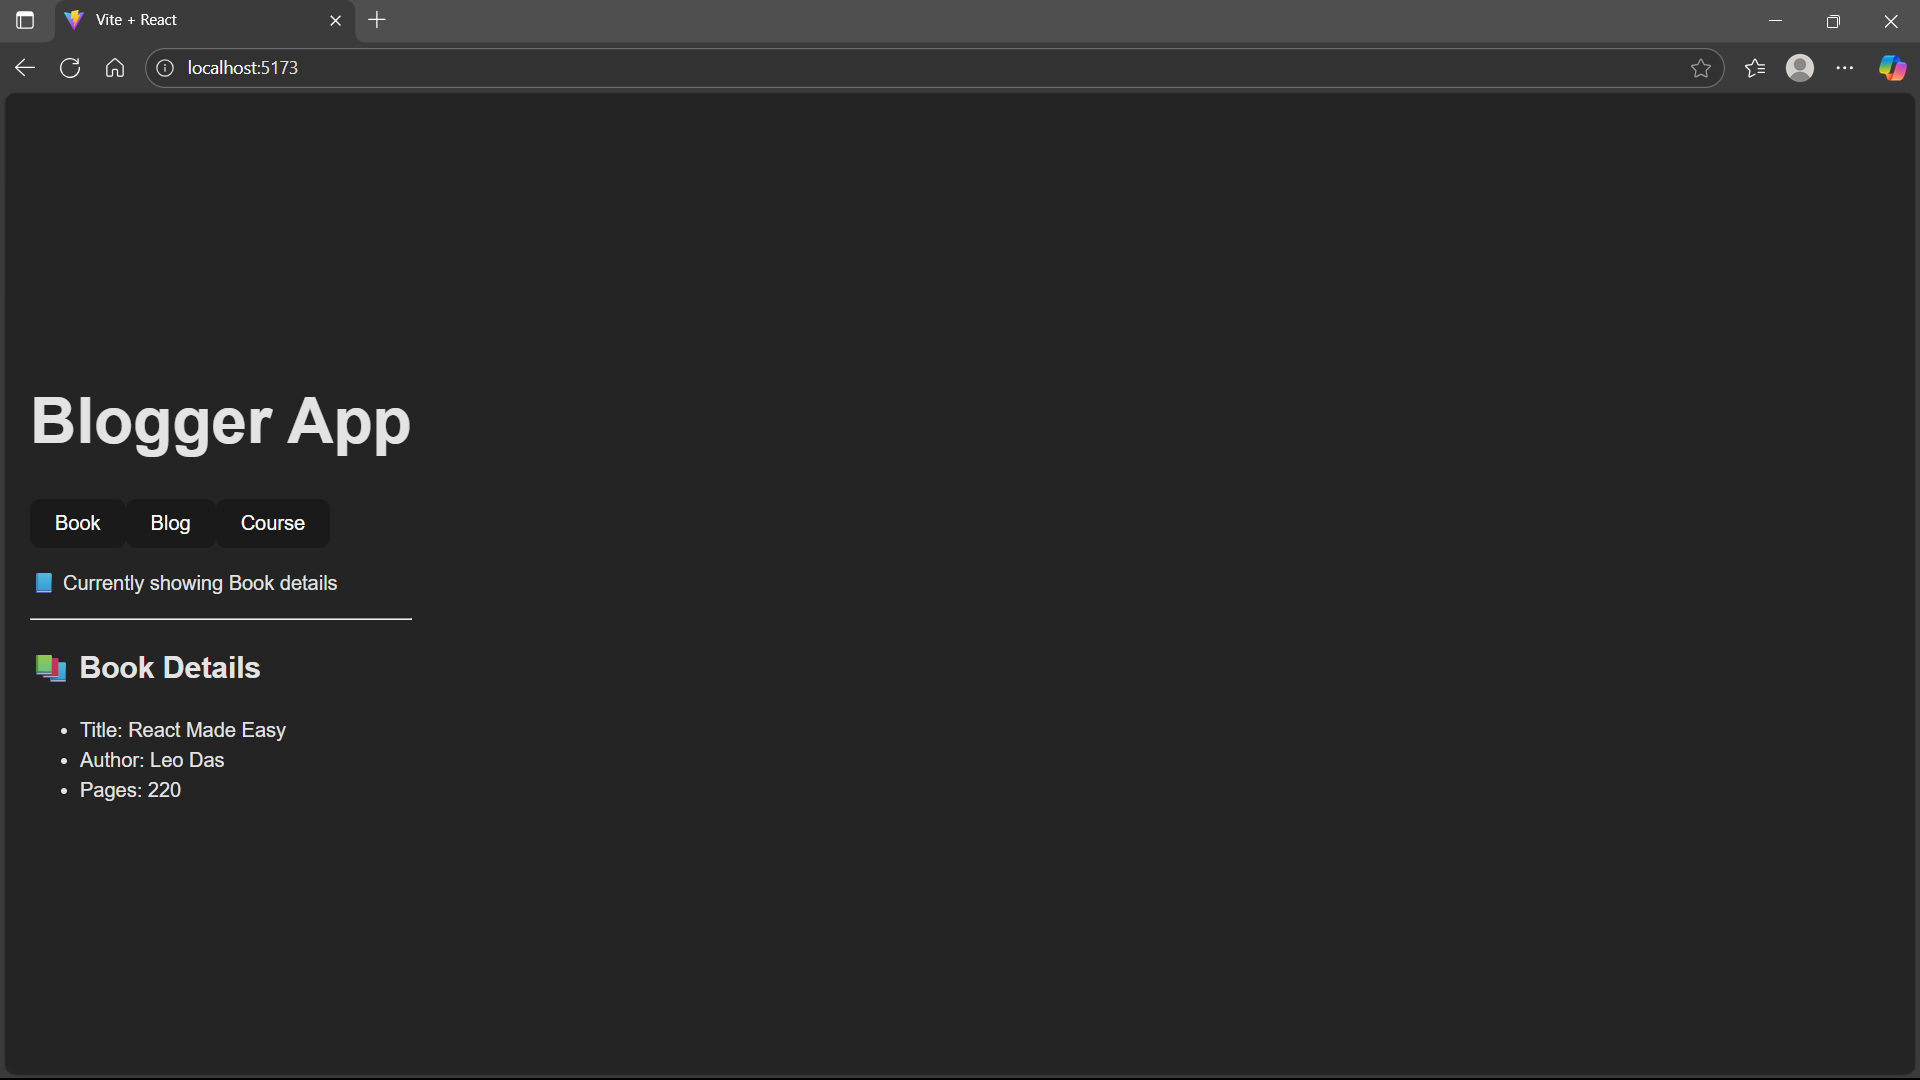 Vite + React
localhost:5173
Blogger App
Book Blog Course
Currently showing Book details
Book Details
Title: React Made Easy
Author: Leo Das
Pages: 220